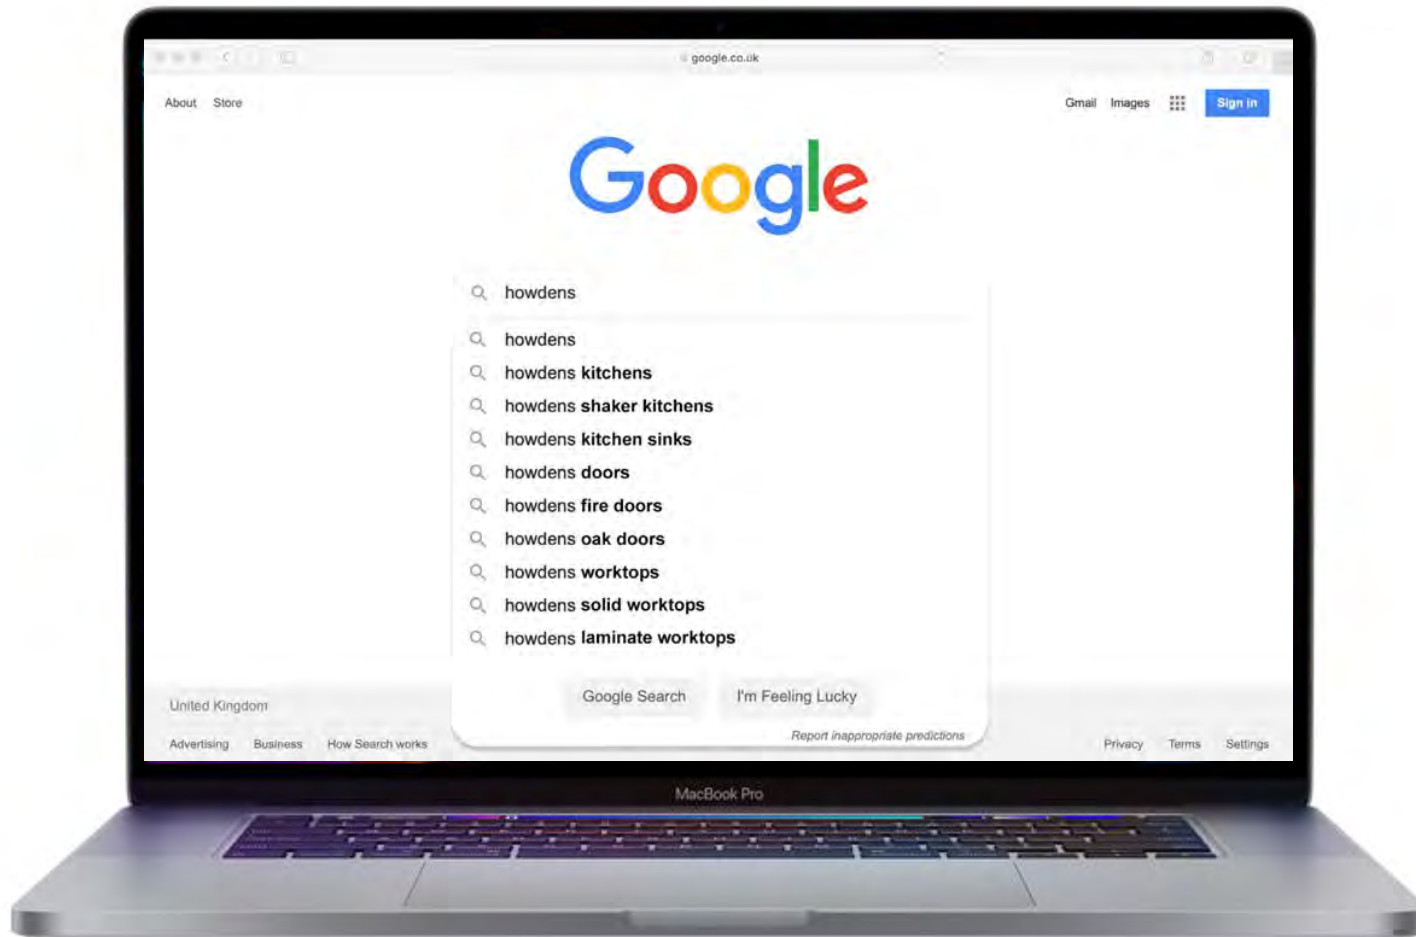 google.co.uk
About Store
Gmail Images Sign in
Google
howdens
howdens
howdens kitchens
howdens shaker kitchens
howdens kitchen sinks
howdens doors
howdens fire doors
howdens oak doors
howdens worktops
howdens solid worktops
howdens laminate worktops
Google Search I'm Feeling Lucky
Report inappropriate predictions
United Kingdom
Advertising Business How Search works
Privacy Terms Settings
MacBook Pro